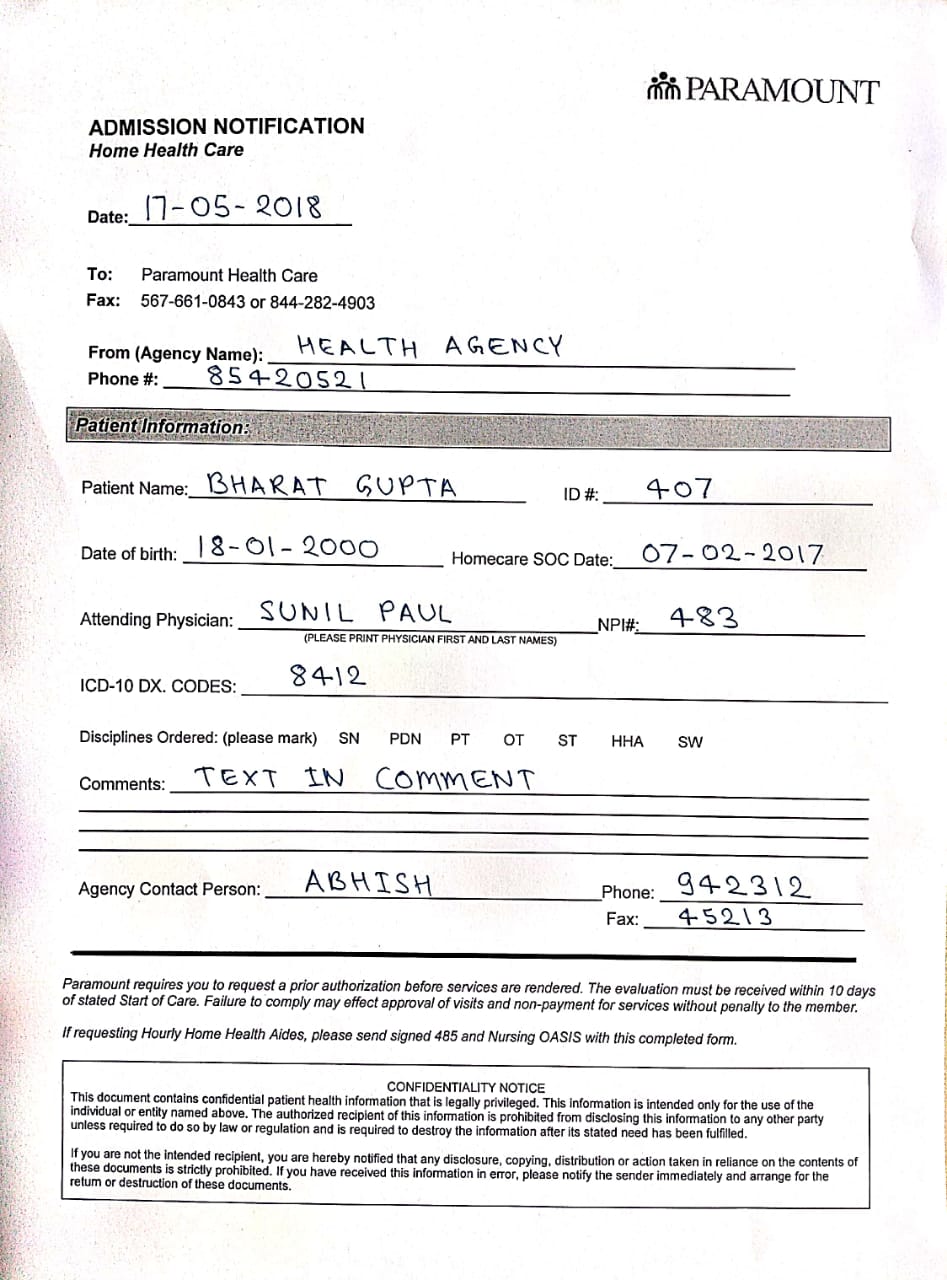 PARAMOUNT
ADMISSION NOTIFICATION
Home Health Care
Date: 17-05-2018
To: Paramount Health Care
Fax: 567-661-0843 or 844-282-4903
From (Agency Name): HEALTH AGENCY
Phone #: 85420521
Patient Information:
Patient Name: BHARAT GUPTA ID #: 407
Date of birth: 18-01-2000 Homecare SOC Date: 07-02-2017
Attending Physician: SUNIL PAUL NPI#: 483
(PLEASE PRINT PHYSICIAN FIRST AND LAST NAMES)
ICD-10 DX. CODES: 8412
Disciplines Ordered: (please mark) SN PDN PT OT ST HHA SW
Comments: TEXT IN COMMENT
Agency Contact Person: ABHISH Phone: 942312
Fax: 45213
Paramount requires you to request a prior authorization before services are rendered. The evaluation must be received within 10 days
of stated Start of Care. Failure to comply may effect approval of visits and non-payment for services without penalty to the member.
If requesting Hourly Home Health Aides, please send signed 485 and Nursing OASIS with this completed form.
CONFIDENTIALITY NOTICE
This document contains confidential patient health information that is legally privileged. This information is intended only for the use of the
individual or entity named above. The authorized recipient of this information is prohibited from disclosing this information to any other party
unless required to do so by law or regulation and is required to destroy the information after its stated need has been fulfilled.
If you are not the intended recipient, you are hereby notified that any disclosure, copying, distribution or action taken in reliance on the contents of
these documents is strictly prohibited. If you have received this information in error, please notify the sender immediately and arrange for the
return or destruction of these documents.